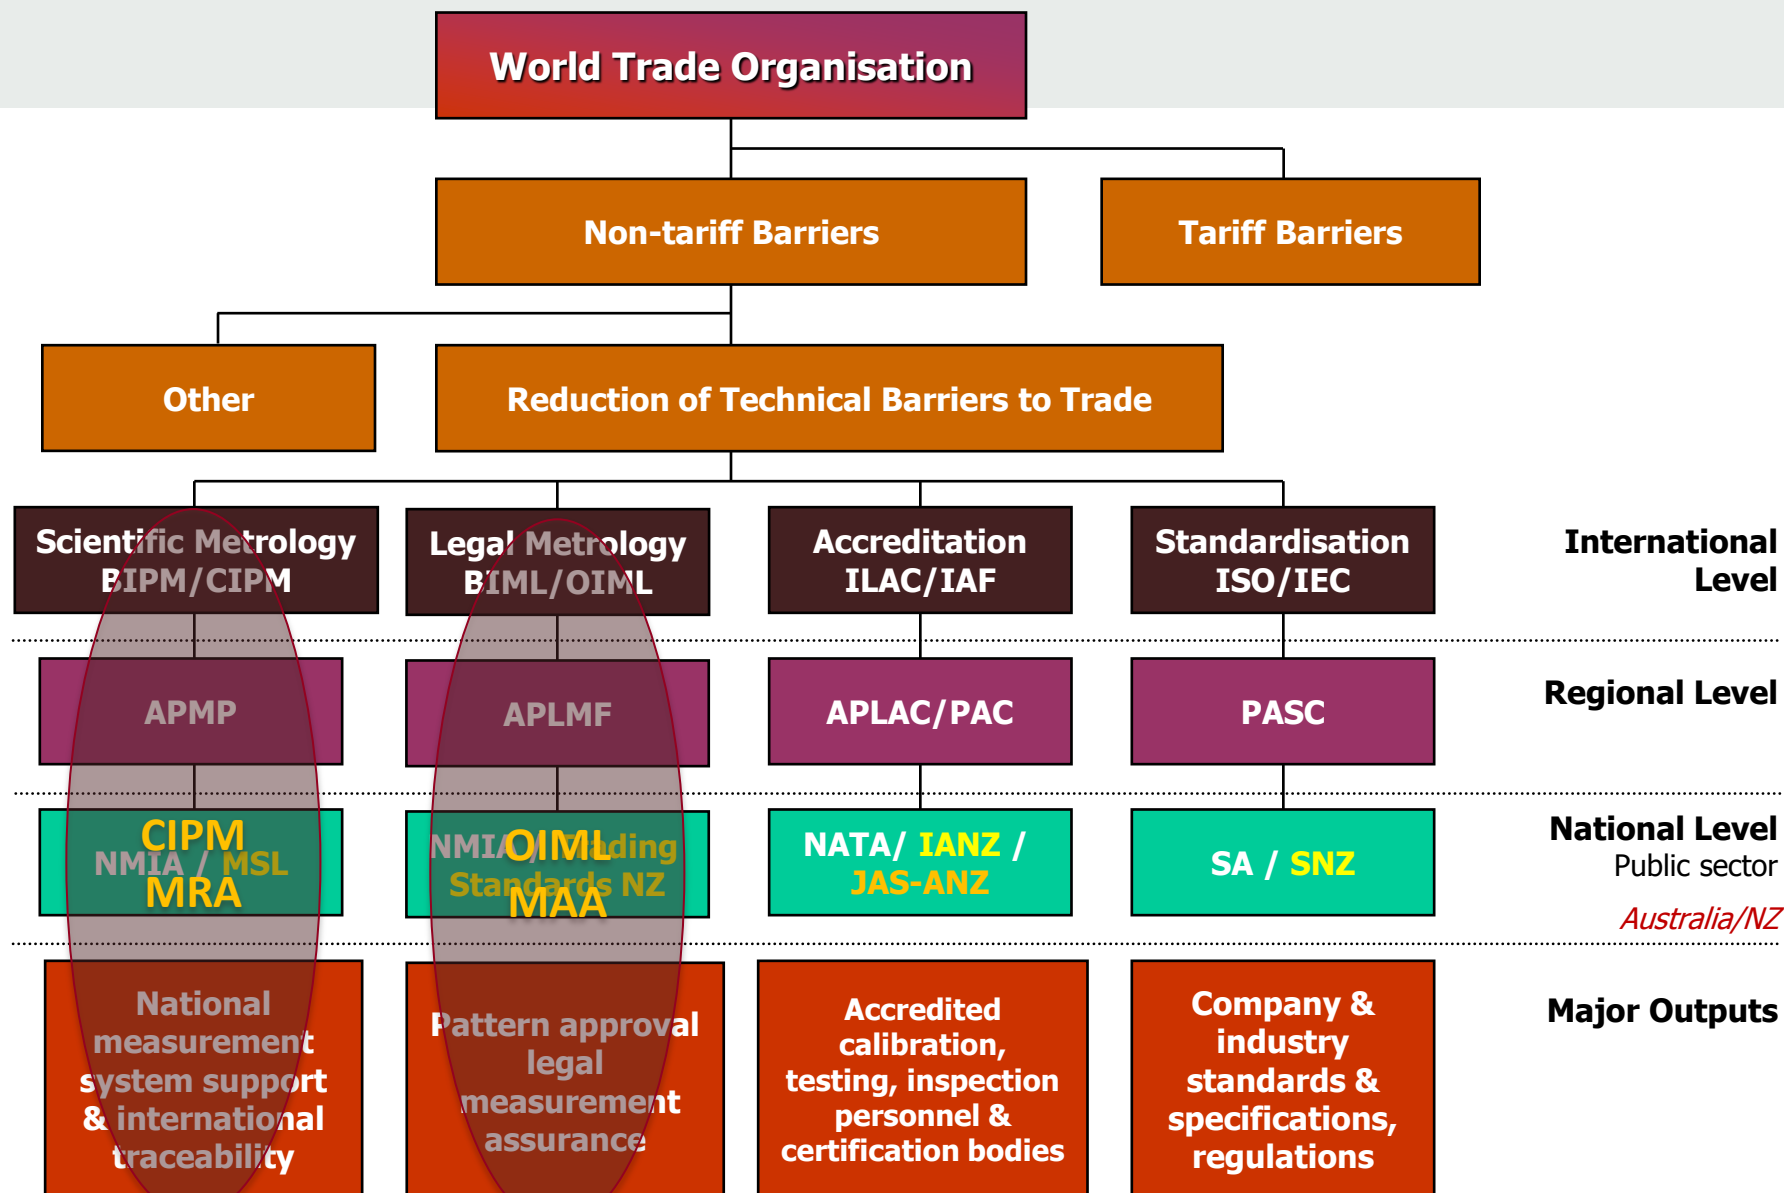 World Trade Organisation
Non-tariff Barriers
Tariff Barriers
Other
Reduction of Technical Barriers to Trade
Scientific Metrology
BIPM/CIPM
Legal Metrology
BIML/OIML
Accreditation
ILAC/IAF
Standardisation
ISO/IEC
International
Level
APMP
APLMF
APLAC/PAC
PASC
Regional Level
NMIA / MSL
CIPM
MRA
NMIA / Trading
Standards NZ
OIML
MAA
NATA/ IANZ /
JAS-ANZ
SA / SNZ
National Level
Public sector
Australia/NZ
National
measurement
system support
& international
traceability
Pattern approval
legal
measurement
assurance
Accredited
calibration,
testing, inspection
personnel &
certification bodies
Company &
industry
standards &
specifications,
regulations
Major Outputs